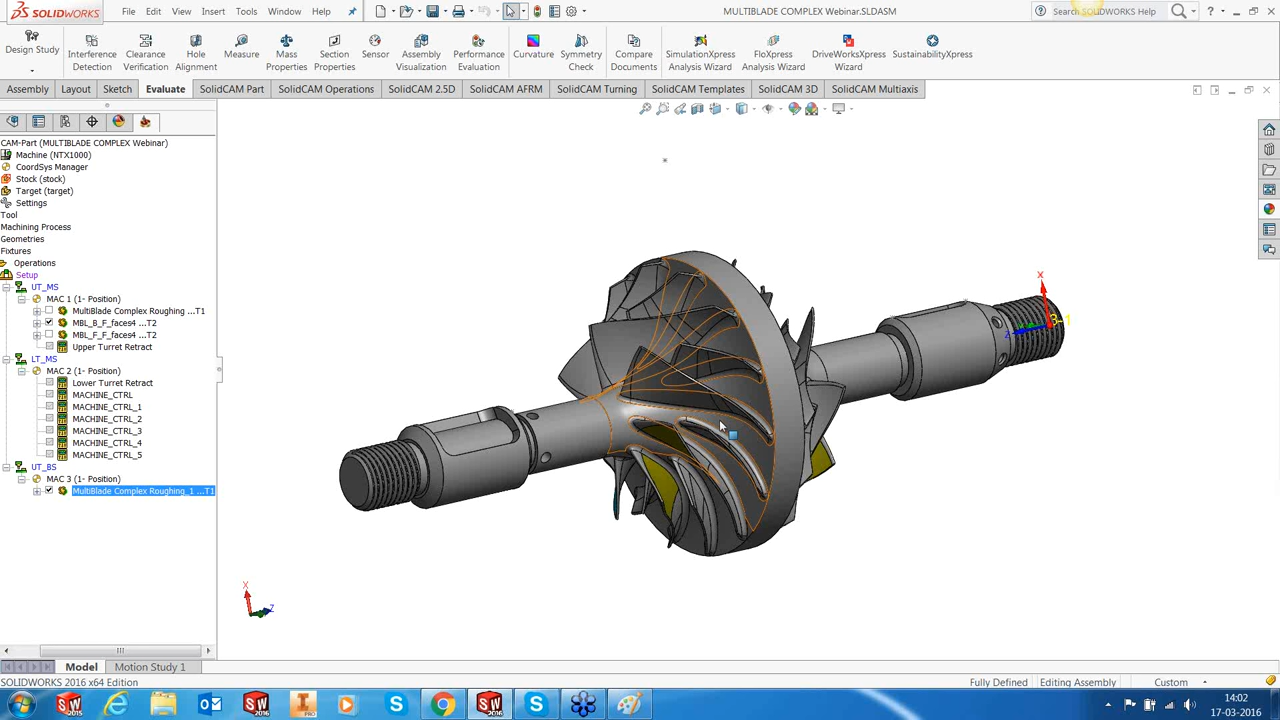 SOLIDWORKS File Edit View Insert Tools Window Help MULTIBLADE COMPLEX Webinar.SLDASM Search SOLIDWORKS Help
Design Study
Interference Detection
Clearance Verification
Hole Alignment
Measure
Mass Properties
Section Properties
Sensor
Assembly Visualization
Performance Evaluation
Curvature
Symmetry Check
Compare Documents
SimulationXpress Analysis Wizard
FloXpress Analysis Wizard
DriveWorksXpress Wizard
SustainabilityXpress
Assembly Layout Sketch Evaluate SolidCAM Part SolidCAM Operations SolidCAM 2.5D SolidCAM AFRM SolidCAM Turning SolidCAM Templates SolidCAM 3D SolidCAM Multiaxis
CAM-Part (MULTIBLADE COMPLEX Webinar)
Machine (NTX1000)
CoordSys Manager
Stock (stock)
Target (target)
Settings
Tool
Machining Process
Geometries
Fixtures
Operations
Setup
UT_MS
MAC 1 (1- Position)
MultiBlade Complex Roughing ...T1
MBL_B_F_faces4 ...T2
MBL_F_F_faces4 ...T2
Upper Turret Retract
LT_MS
MAC 2 (1- Position)
Lower Turret Retract
MACHINE_CTRL
MACHINE_CTRL_1
MACHINE_CTRL_2
MACHINE_CTRL_3
MACHINE_CTRL_4
MACHINE_CTRL_5
UT_BS
MAC 3 (1- Position)
MultiBlade Complex Roughing_1 ...T1
X
Z
3-1
X
Z
Model Motion Study 1
SOLIDWORKS 2016 x64 Edition Fully Defined Editing Assembly Custom
14:02
17-03-2016